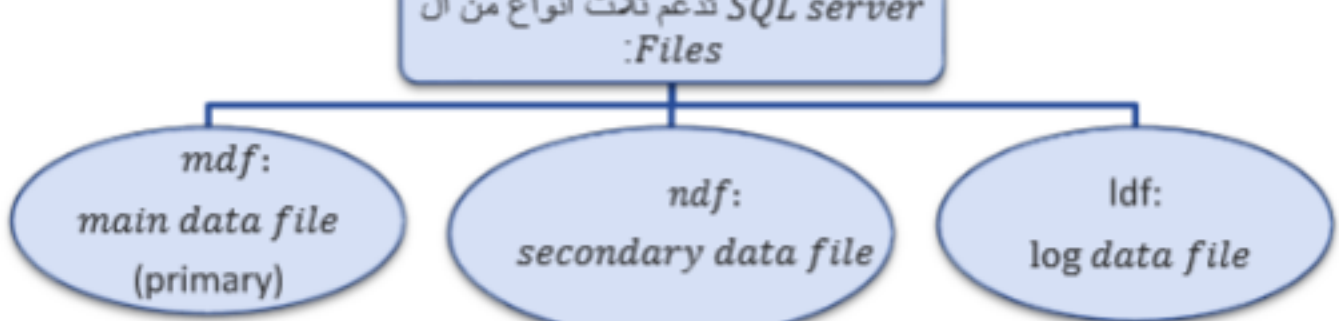 SQL server تدعم ثلاث انواع من ال
Files:
mdf:
main data file
(primary)
ndf:
secondary data file
ldf:
log data file